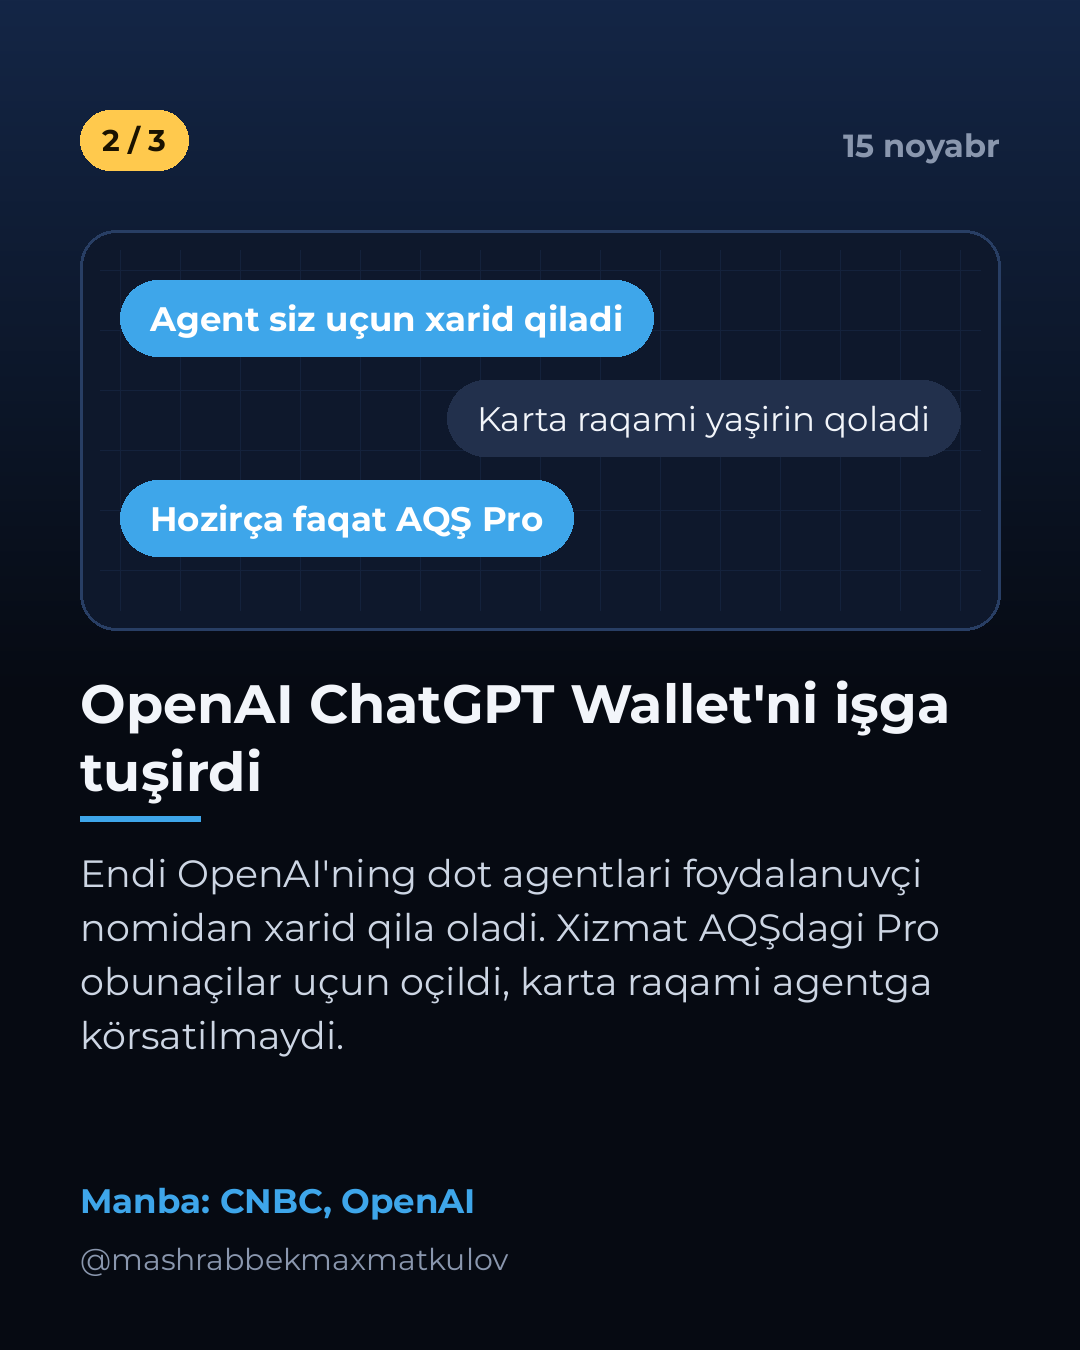 2 / 3
15 noyabr
Agent siz uçun xarid qiladi
Karta raqami yaşirin qoladi
Hozirça faqat AQŞ Pro
OpenAI ChatGPT Wallet'ni işga
tuşirdi
Endi OpenAI'ning dot agentlari foydalanuvçi
nomidan xarid qila oladi. Xizmat AQŞdagi Pro
obunaçilar uçun oçildi, karta raqami agentga
körsatilmaydi.
Manba: CNBC, OpenAI
@mashrabbekmaxmatkulov